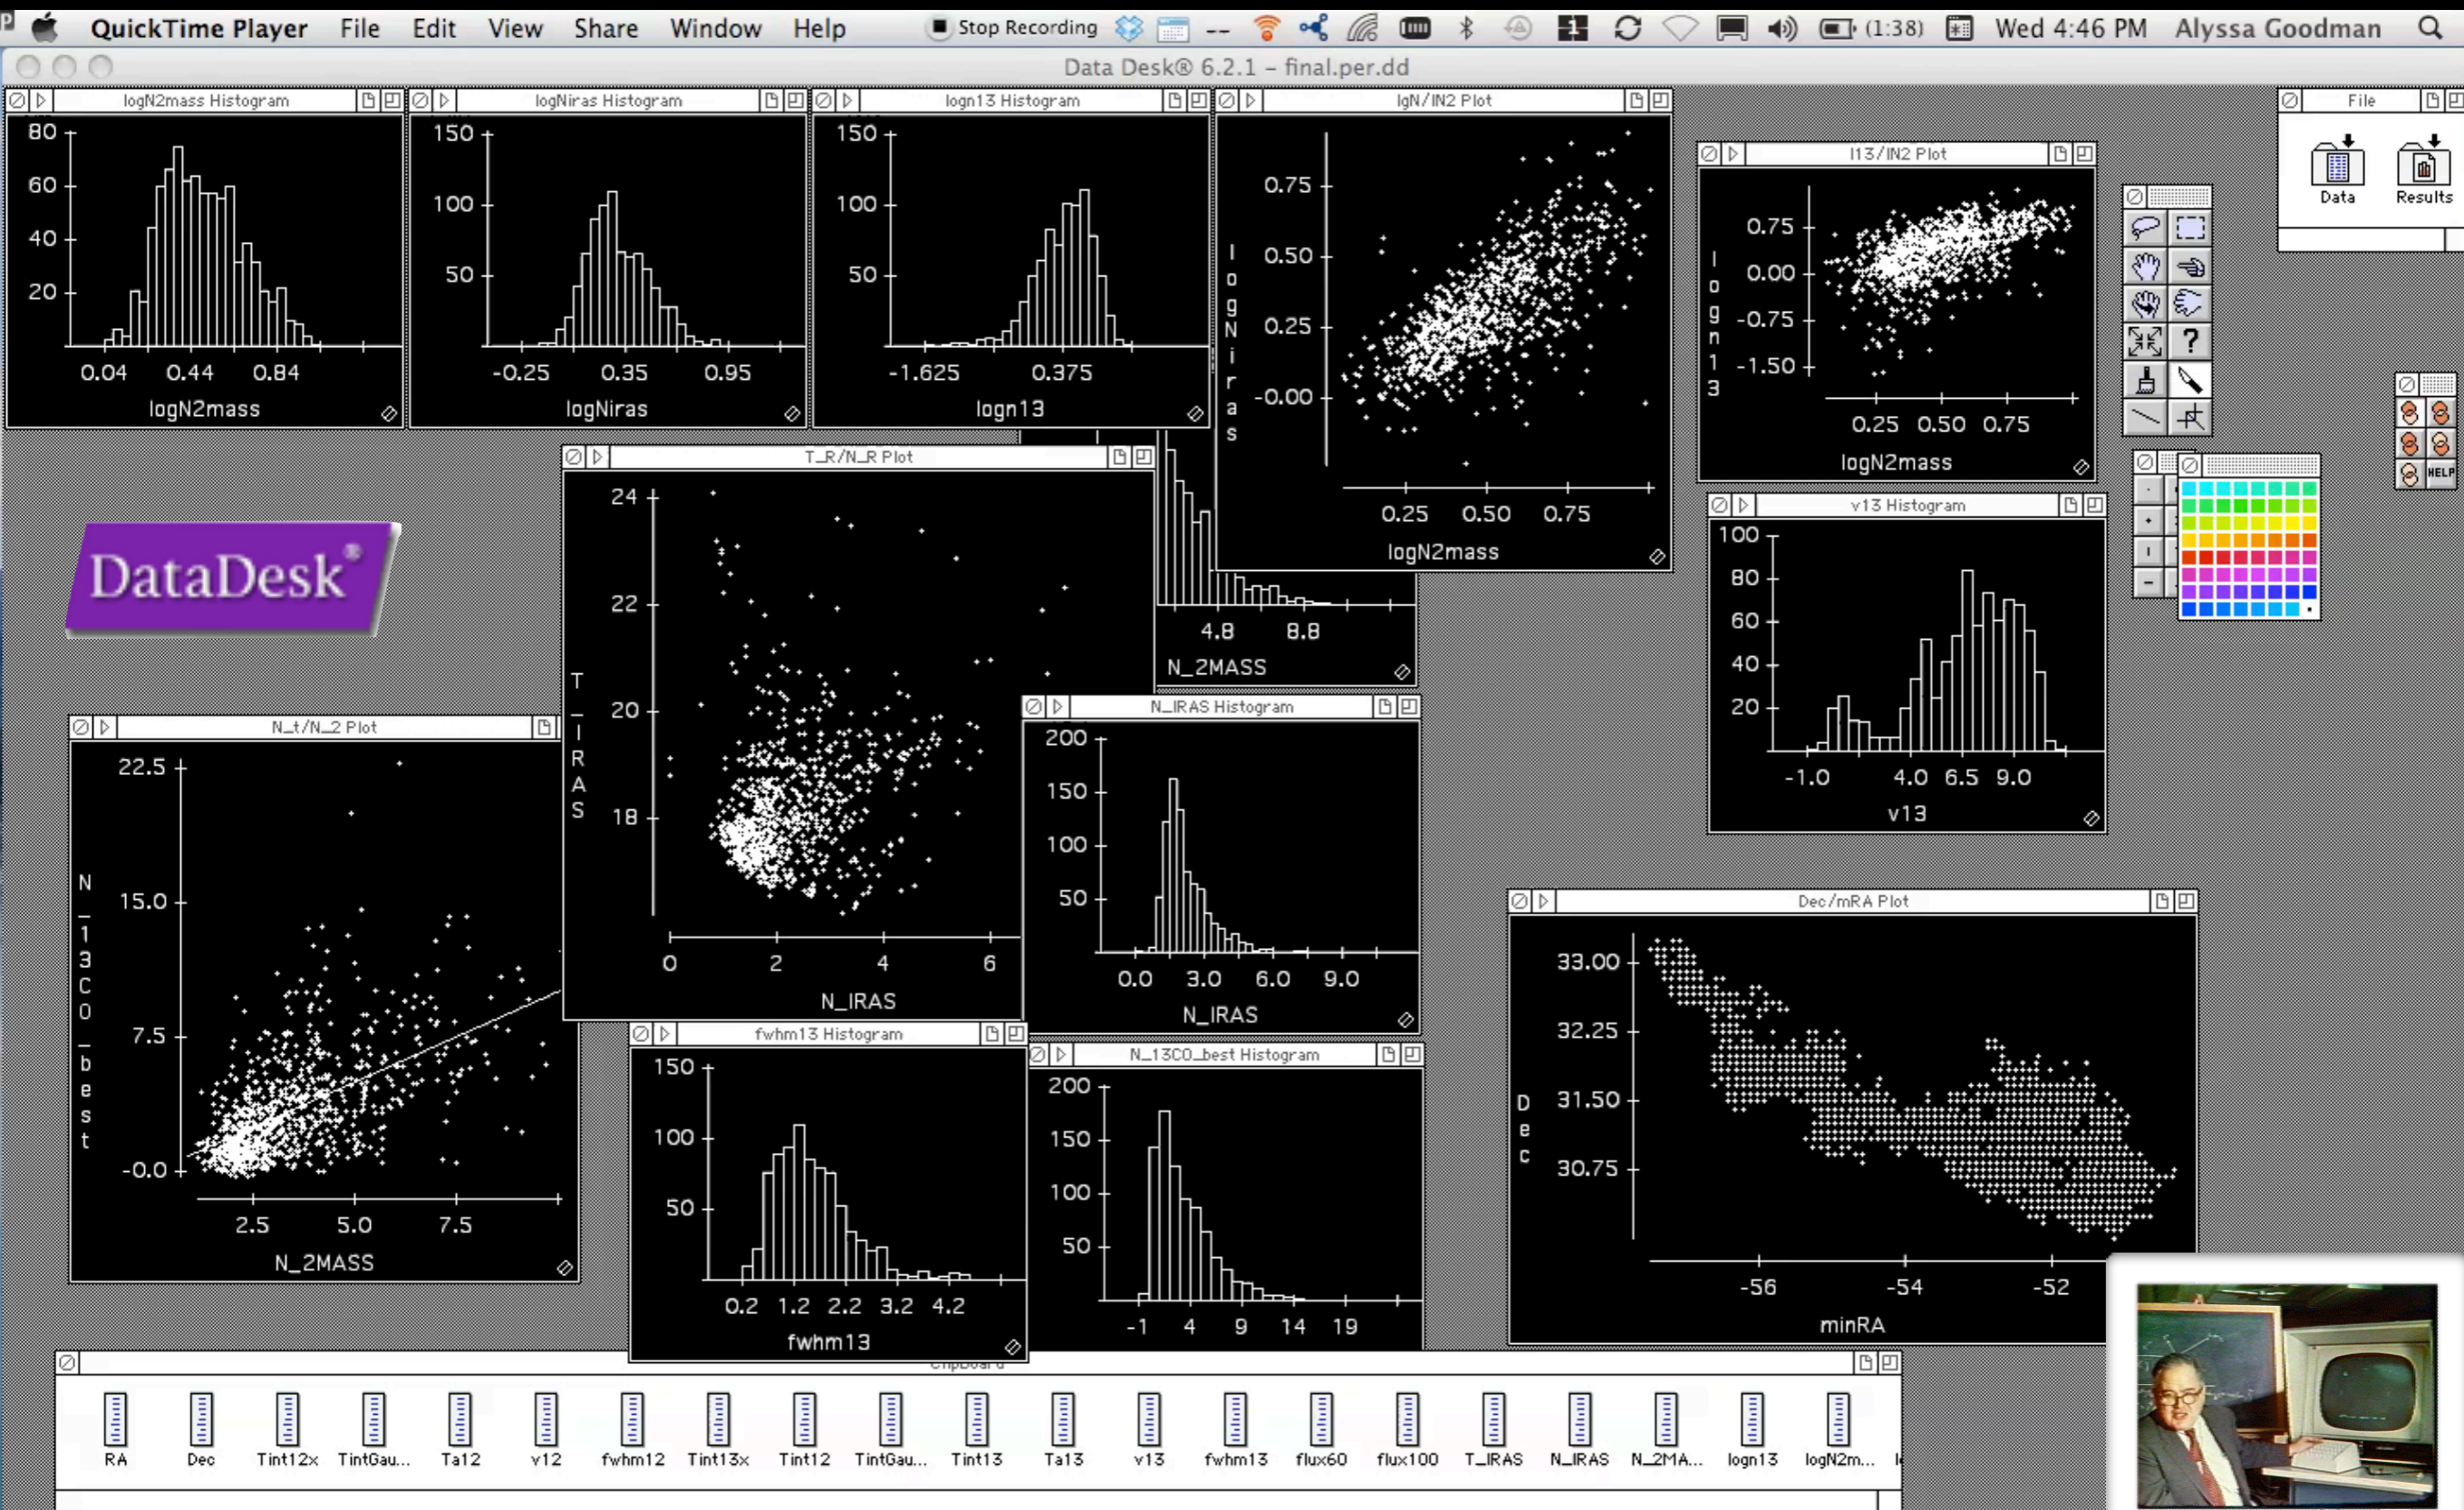 QuickTime Player File Edit View Share Window Help Stop Recording -- 1 (1:38) Wed 4:46 PM Alyssa Goodman
Data Desk® 6.2.1 – final.per.dd
logN2mass Histogram
80
60
40
20
0.04 0.44 0.84
logN2mass
logNiras Histogram
150
100
50
-0.25 0.35 0.95
logNiras
logn13 Histogram
150
100
50
-1.625 0.375
logn13
lgN/lN2 Plot
0.75
0.50
0.25
-0.00
logNiras
0.25 0.50 0.75
logN2mass
l13/lN2 Plot
0.75
0.00
-0.75
-1.50
logn13
0.25 0.50 0.75
logN2mass
File
Data Results
?
HELP
DataDesk®
T_R/N_R Plot
24
22
20
18
T_IRAS
0 2 4 6
N_IRAS
4.8 8.8
N_2MASS
v13 Histogram
100
80
60
40
20
-1.0 4.0 6.5 9.0
v13
N_t/N_2 Plot
22.5
15.0
7.5
-0.0
N_13CO_best
2.5 5.0 7.5
N_2MASS
N_IRAS Histogram
200
150
100
50
0.0 3.0 6.0 9.0
N_IRAS
fwhm13 Histogram
150
100
50
0.2 1.2 2.2 3.2 4.2
fwhm13
N_13CO_best Histogram
200
150
100
50
-1 4 9 14 19
Dec/mRA Plot
33.00
32.25
31.50
30.75
Dec
-56 -54 -52
minRA
Clipboard
RA Dec Tint12x TintGau... Ta12 v12 fwhm12 Tint13x Tint12 TintGau... Tint13 Ta13 v13 fwhm13 flux60 flux100 T_IRAS N_IRAS N_2MA... logn13 logN2m...